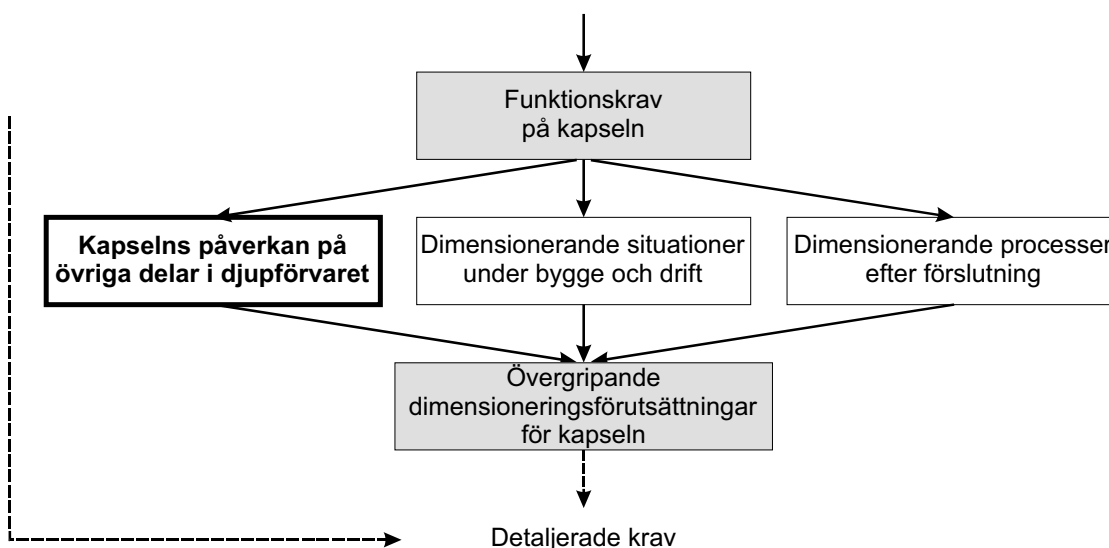 Funktionskrav
på kapseln
Kapselns påverkan på
övriga delar i djupförvaret
Dimensionerande situationer
under bygge och drift
Dimensionerande processer
efter förslutning
Övergripande
dimensioneringsförutsättningar
för kapseln
Detaljerade krav